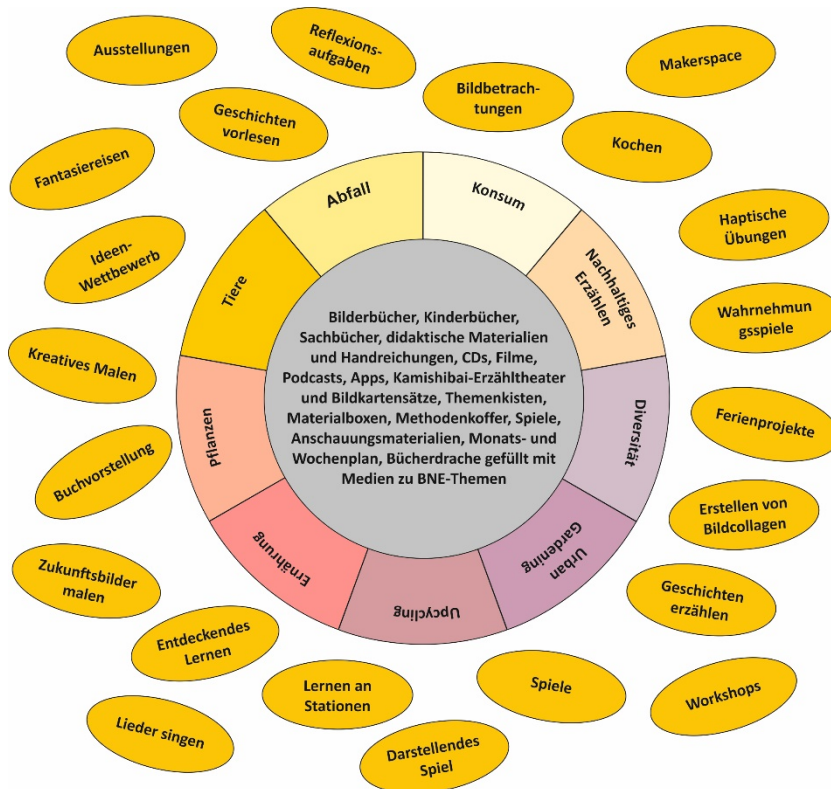 Ausstellungen
Reflexions-
aufgaben
Bildbetrach-
tungen
Makerspace
Geschichten
vorlesen
Kochen
Fantasiereisen
Haptische
Übungen
Ideen-
Wettbewerb
Wahrnehmun
gsspiele
Kreatives Malen
Ferienprojekte
Buchvorstellung
Erstellen von
Bildcollagen
Zukunftsbilder
malen
Geschichten
erzählen
Entdeckendes
Lernen
Lernen an
Stationen
Spiele
Workshops
Lieder singen
Darstellendes
Spiel
Abfall
Konsum
Nachhaltiges
Erzählen
Diversität
Urban
Gardening
Upcycling
Ernährung
Pflanzen
Tiere
Bilderbücher, Kinderbücher,
Sachbücher, didaktische Materialien
und Handreichungen, CDs, Filme,
Podcasts, Apps, Kamishibai-Erzähltheater
und Bildkartensätze, Themenkisten,
Materialboxen, Methodenkoffer, Spiele,
Anschauungsmaterialien, Monats- und
Wochenplan, Bücherdrache gefüllt mit
Medien zu BNE-Themen